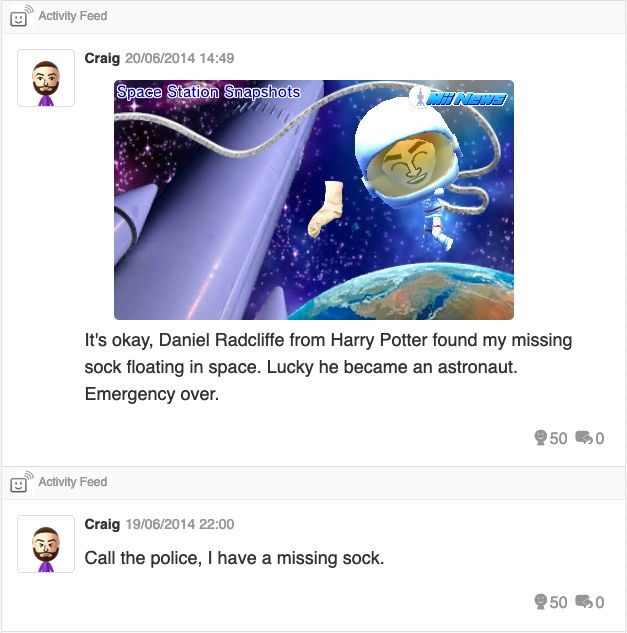 Activity Feed
Craig 20/06/2014 14:49
Space Station Snapshots
Mii News
It's okay, Daniel Radcliffe from Harry Potter found my missing
sock floating in space. Lucky he became an astronaut.
Emergency over.
50 0
Activity Feed
Craig 19/06/2014 22:00
Call the police, I have a missing sock.
50 0